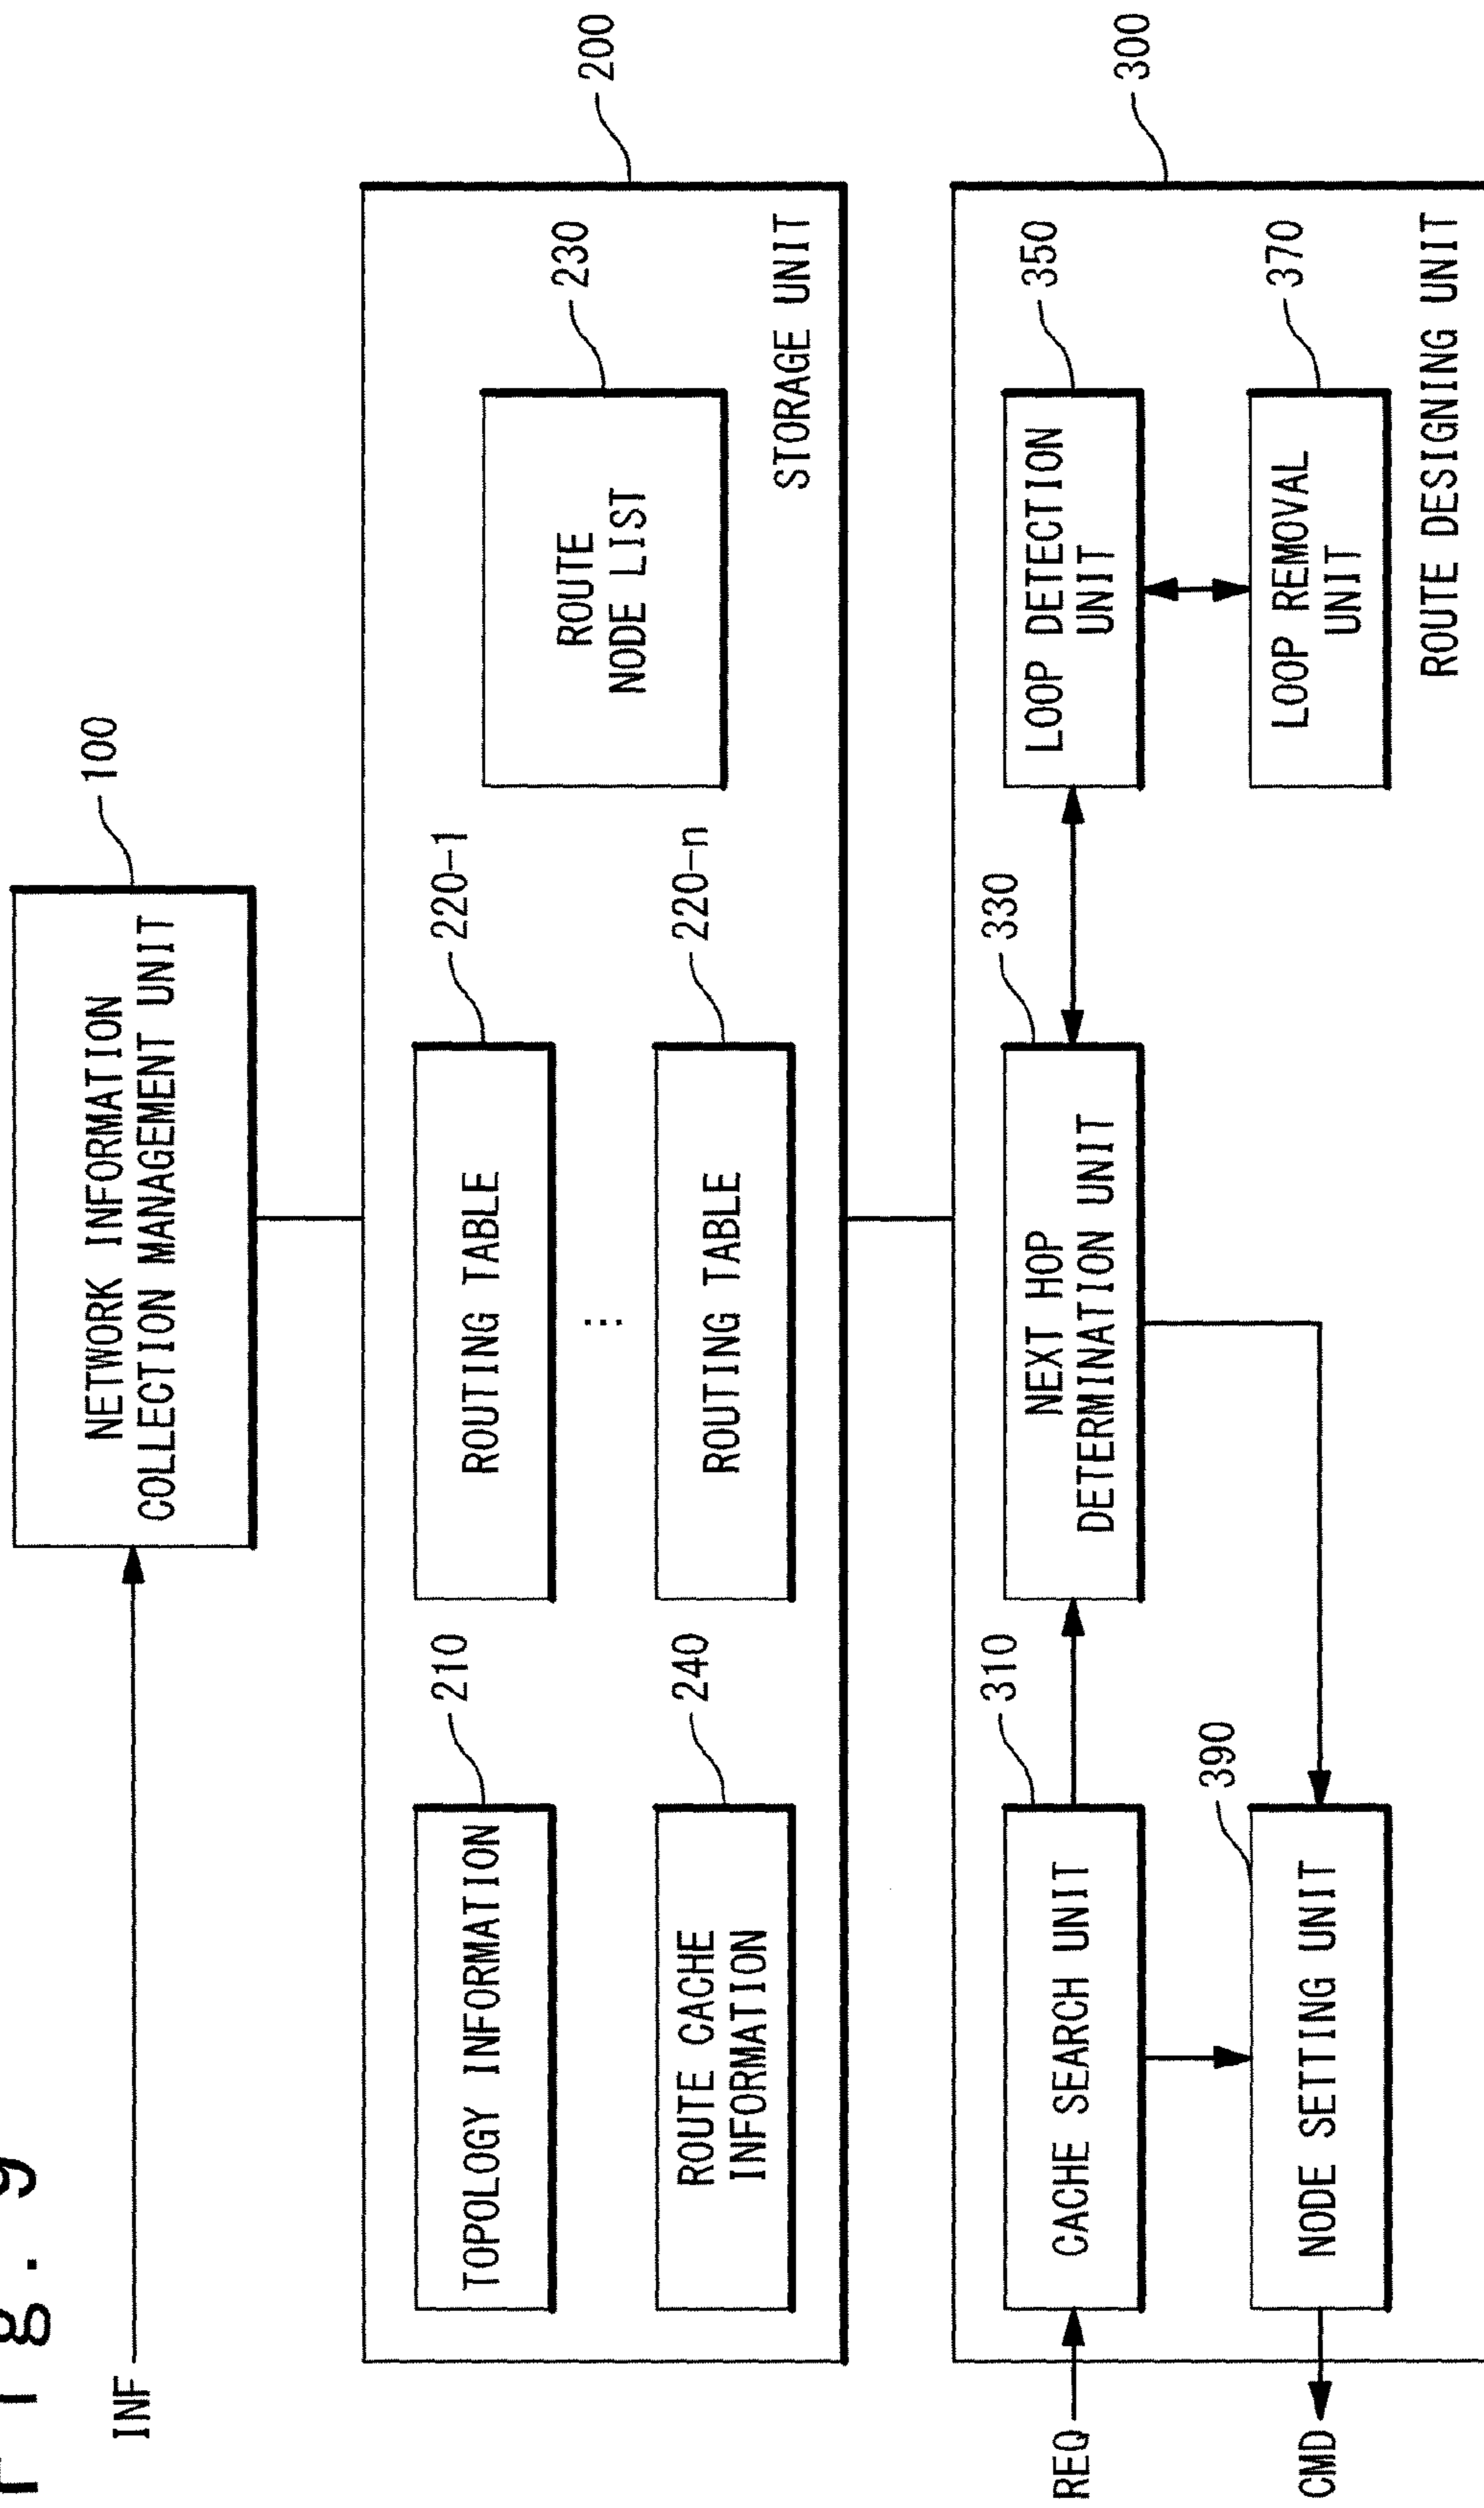 Fig. 9
INF
NETWORK INFORMATION
COLLECTION MANAGEMENT UNIT
100
200
210
TOPOLOGY INFORMATION
220-1
ROUTING TABLE
⋮
230
ROUTE
NODE LIST
240
ROUTE CACHE
INFORMATION
220-n
ROUTING TABLE
STORAGE UNIT
300
REQ
310
CACHE SEARCH UNIT
330
NEXT HOP
DETERMINATION UNIT
350
LOOP DETECTION
UNIT
CMD
390
NODE SETTING UNIT
370
LOOP REMOVAL
UNIT
ROUTE DESIGNING UNIT